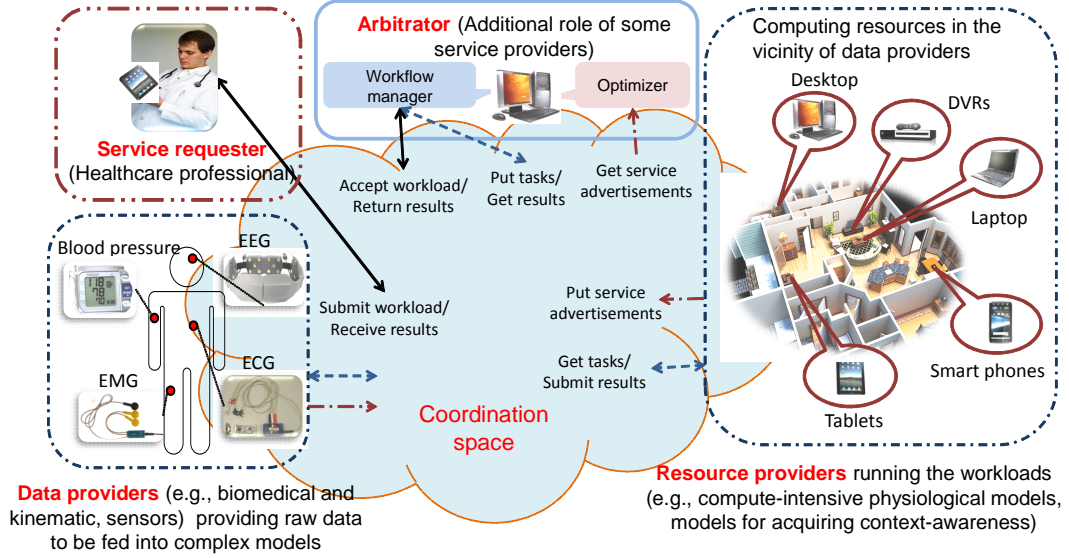 Arbitrator (Additional role of some
service providers)
Workflow
manager
Optimizer
Service requester
(Healthcare professional)
Accept workload/
Return results
Put tasks/
Get results
Get service
advertisements
Computing resources in the
vicinity of data providers
Desktop
DVRs
Laptop
Smart phones
Tablets
Blood pressure
EEG
EMG
ECG
Submit workload/
Receive results
Put service
advertisements
Get tasks/
Submit results
Coordination
space
Data providers (e.g., biomedical and
kinematic, sensors) providing raw data
to be fed into complex models
Resource providers running the workloads
(e.g., compute-intensive physiological models,
models for acquiring context-awareness)